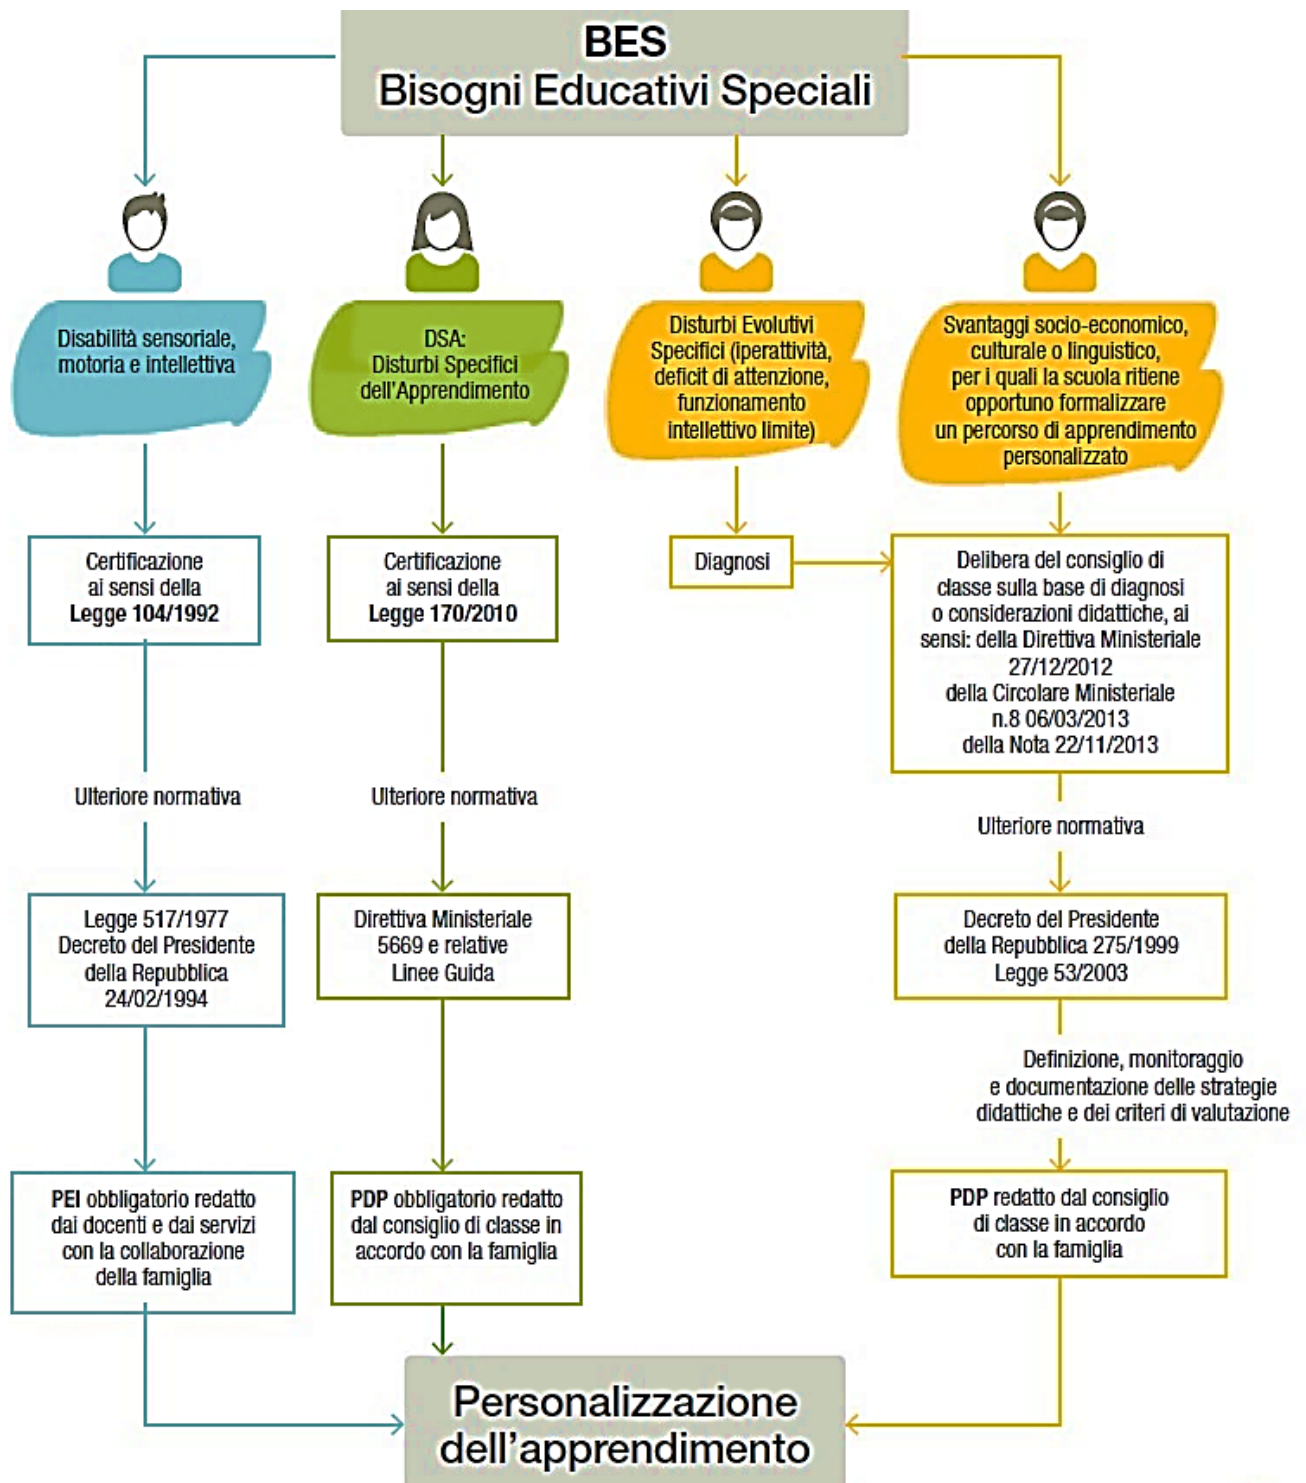 BES
Bisogni Educativi Speciali
Disabilità sensoriale,
motoria e intellettiva
DSA:
Disturbi Specifici
dell'Apprendimento
Disturbi Evolutivi
Specifici (iperattività,
deficit di attenzione,
funzionamento
intellettivo limite)
Svantaggi socio-economico,
culturale o linguistico,
per i quali la scuola ritiene
opportuno formalizzare
un percorso di apprendimento
personalizzato
Certificazione
ai sensi della
Legge 104/1992
Certificazione
ai sensi della
Legge 170/2010
Diagnosi
Delibera del consiglio di
classe sulla base di diagnosi
o considerazioni didattiche, ai
sensi: della Direttiva Ministeriale
27/12/2012
della Circolare Ministeriale
n.8 06/03/2013
della Nota 22/11/2013
Ulteriore normativa
Ulteriore normativa
Ulteriore normativa
Legge 517/1977
Decreto del Presidente
della Repubblica
24/02/1994
Direttiva Ministeriale
5669 e relative
Linee Guida
Decreto del Presidente
della Repubblica 275/1999
Legge 53/2003
Definizione, monitoraggio
e documentazione delle strategie
didattiche e dei criteri di valutazione
PEI obbligatorio redatto
dai docenti e dai servizi
con la collaborazione
della famiglia
PDP obbligatorio redatto
dal consiglio di classe in
accordo con la famiglia
PDP redatto dal consiglio
di classe in accordo
con la famiglia
Personalizzazione
dell'apprendimento